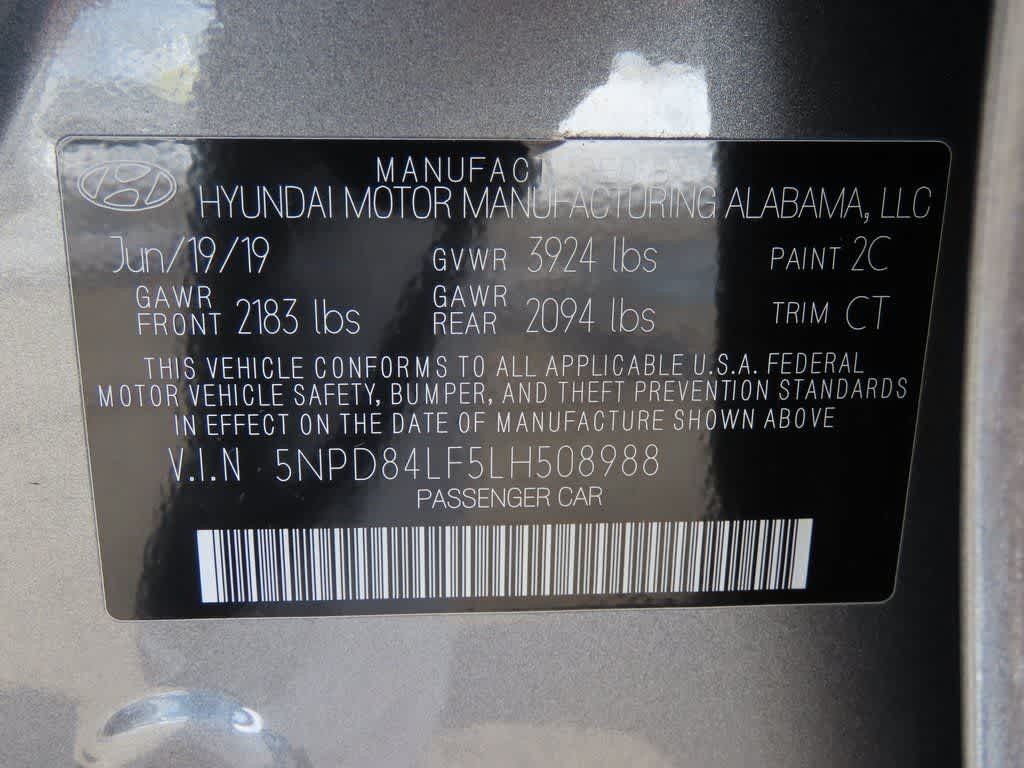 MANUFACTURED BY
HYUNDAI MOTOR MANUFACTURING ALABAMA, LLC
Jun/19/19 GVWR 3924 lbs PAINT 2C
GAWR FRONT 2183 lbs GAWR REAR 2094 lbs TRIM CT
THIS VEHICLE CONFORMS TO ALL APPLICABLE U.S.A. FEDERAL
MOTOR VEHICLE SAFETY, BUMPER, AND THEFT PREVENTION STANDARDS
IN EFFECT ON THE DATE OF MANUFACTURE SHOWN ABOVE
V.I.N 5NPD84LF5LH508988
PASSENGER CAR